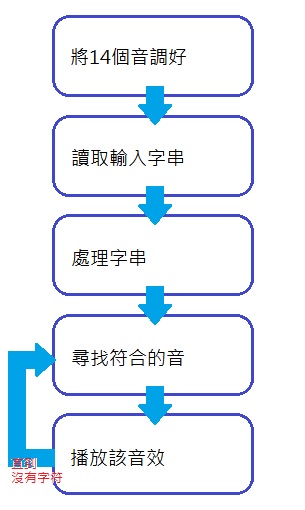 將14個音調好
讀取輸入字串
處理字串
尋找符合的音
播放該音效
直到
沒有字符